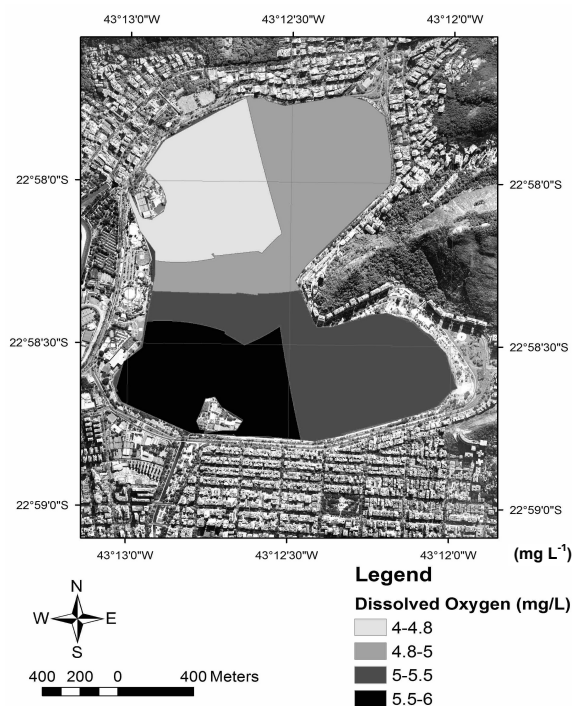 43°13'0"W 43°12'30"W 43°12'0"W
22°58'0"S 22°58'0"S
22°58'30"S 22°58'30"S
22°59'0"S 22°59'0"S
43°13'0"W 43°12'30"W 43°12'0"W
(mg L-1)
Legend
Dissolved Oxygen (mg/L)
4-4.8
4.8-5
5-5.5
5.5-6
N
W E
S
400 200 0 400 Meters